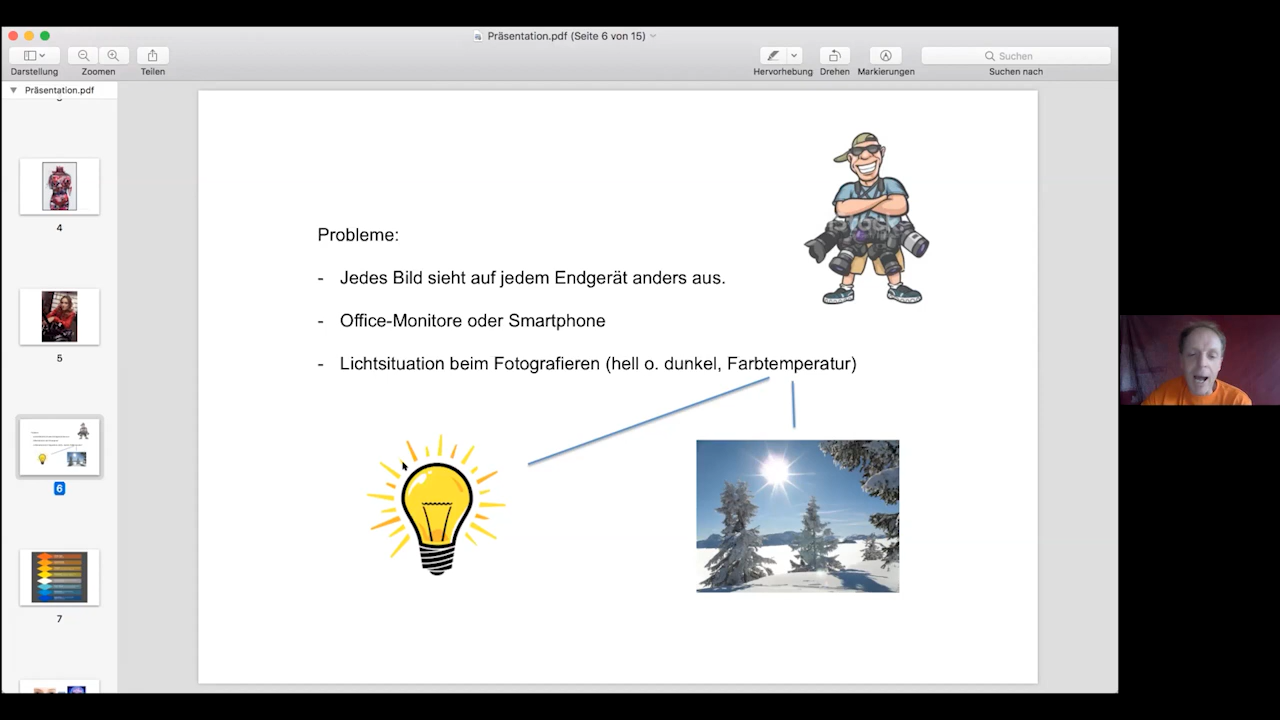 Präsentation.pdf (Seite 6 von 15)
Darstellung
Zoomen
Teilen
Hervorhebung
Drehen
Markierungen
Suchen
Suchen nach
Präsentation.pdf
4
5
6
7
Probleme:
- Jedes Bild sieht auf jedem Endgerät anders aus.
- Office-Monitore oder Smartphone
- Lichtsituation beim Fotografieren (hell o. dunkel, Farbtemperatur)